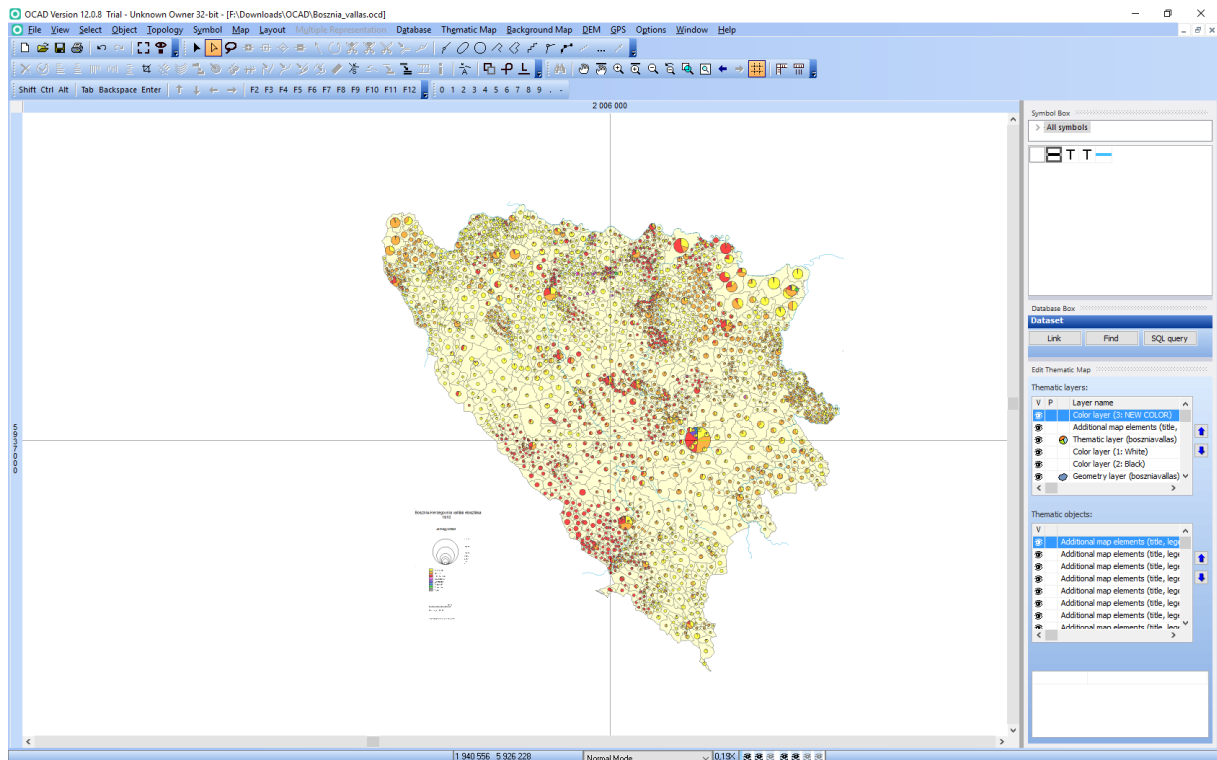 OCAD Version 12.0.8 Trial - Unknown Owner 32-bit - [F:\Downloads\OCAD\Bosznia_vallas.ocd]
File View Select Object Topology Symbol Map Layout Multiple Representation Database Thematic Map Background Map DEM GPS Options Window Help
Shift Ctrl Alt Tab Backspace Enter ↑ ↓ ← → F2 F3 F4 F5 F6 F7 F8 F9 F10 F11 F12 0 1 2 3 4 5 6 7 8 9 . -
2 006 000
Symbol Box
> All symbols
T T
Database Box
Dataset
Link Find SQL query
Edit Thematic Map
Thematic layers:
V P Layer name
Color layer (3: NEW COLOR)
Additional map elements (title,
Thematic layer (boszniavallas)
Color layer (1: White)
Color layer (2: Black)
Geometry layer (boszniavallas)
Thematic objects:
V
Additional map elements (title, lege
Additional map elements (title, lege
Additional map elements (title, lege
Additional map elements (title, lege
Additional map elements (title, lege
Additional map elements (title, lege
Additional map elements (title, lege
Additional map elements (title, lege
Bosznia-Hercegovina vallási eloszlása
1910
1 940 556 5 926 228 Normal Mode